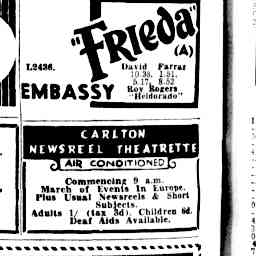 "FRIEDA"
(A)
L2436.
David Farrar
10.35, 1.51,
5.17, 8.52
EMBASSY
Roy Rogers
"Heldorado"
CARLTON
NEWSREEL THEATRETTE
AIR CONDITIONED
Commencing 9 a.m.
March of Events In Europe.
Plus Usual Newsreels & Short
Subjects.
Adults 1/ (tax 3d). Children 6d.
Deaf Aids Available.